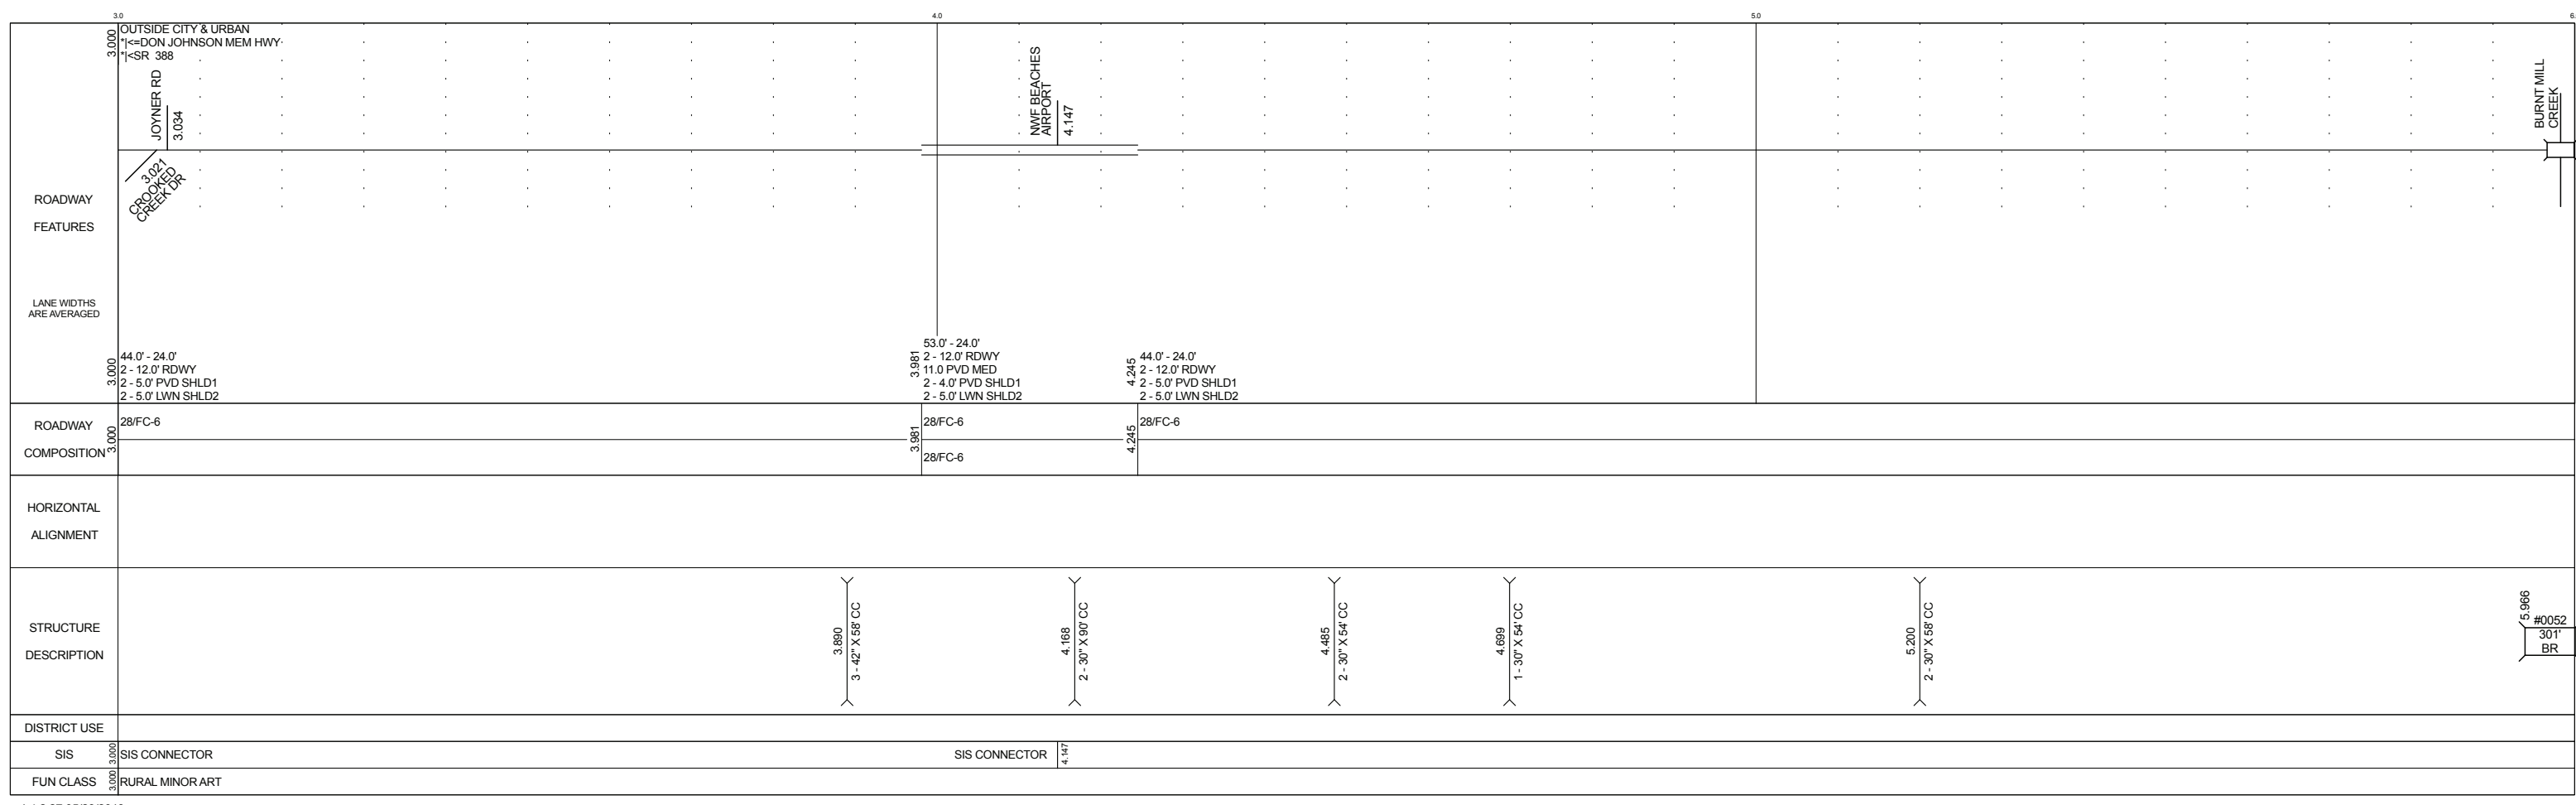 3.0
4.0
5.0
6.
3.000
OUTSIDE CITY & URBAN
*|<=DON JOHNSON MEM HWY
*|<SR 388
JOYNER RD
3.034
3.021
CROOKED
CREEK DR
NWF BEACHES
AIRPORT
4.147
BURNT MILL
CREEK
ROADWAY
FEATURES
LANE WIDTHS
ARE AVERAGED
3.000
44.0' - 24.0'
2 - 12.0' RDWY
2 - 5.0' PVD SHLD1
2 - 5.0' LWN SHLD2
3.981
53.0' - 24.0'
2 - 12.0' RDWY
11.0 PVD MED
2 - 4.0' PVD SHLD1
2 - 5.0' LWN SHLD2
4.245
44.0' - 24.0'
2 - 12.0' RDWY
2 - 5.0' PVD SHLD1
2 - 5.0' LWN SHLD2
ROADWAY
COMPOSITION
3.000
28/FC-6
3.981
28/FC-6
28/FC-6
4.245
28/FC-6
HORIZONTAL
ALIGNMENT
STRUCTURE
DESCRIPTION
3.890
3 - 42" X 58' CC
4.168
2 - 30" X 90' CC
4.485
2 - 30" X 54' CC
4.699
1 - 30" X 54' CC
5.200
2 - 30" X 58' CC
5.966
#0052
301'
BR
DISTRICT USE
SIS
3.000
SIS CONNECTOR
SIS CONNECTOR
4.147
FUN CLASS
3.000
RURAL MINOR ART